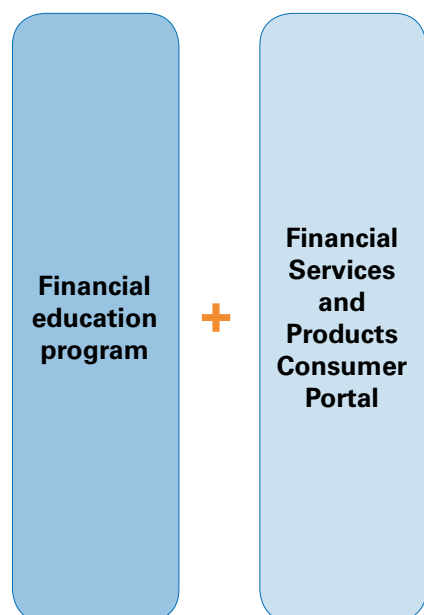 Financial
education
program
+
Financial
Services
and
Products
Consumer
Portal